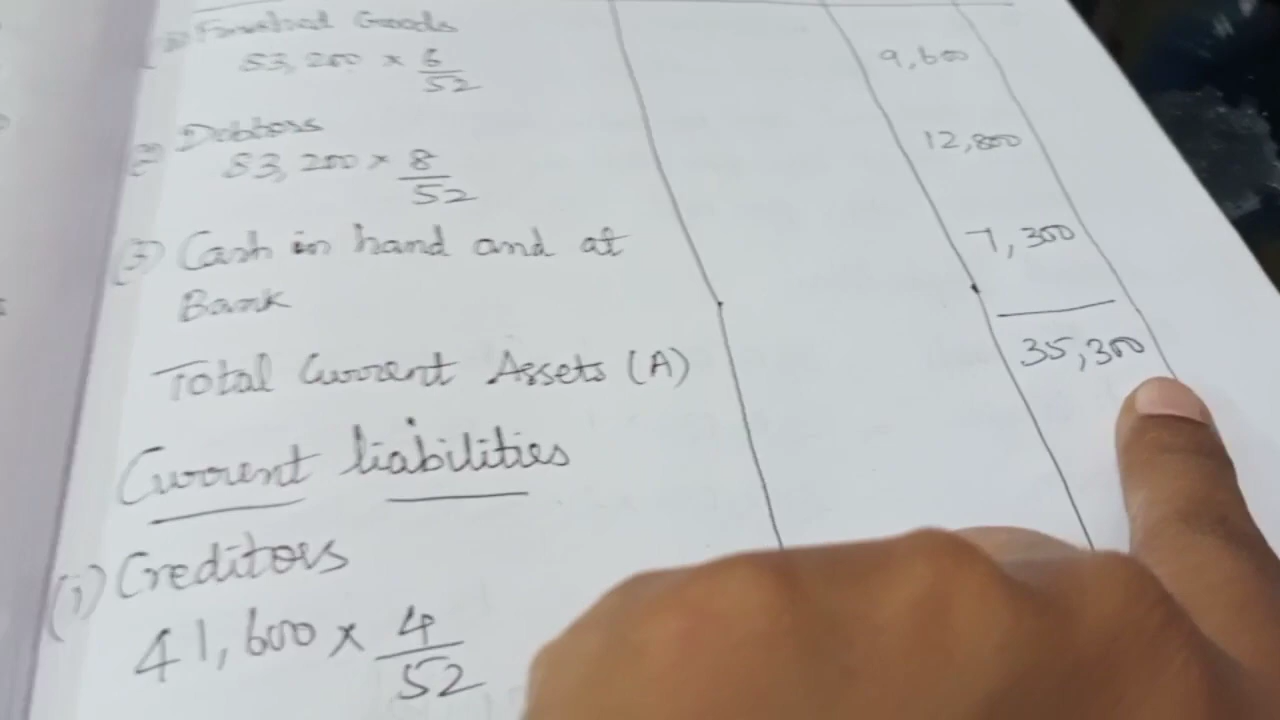 Finished Goods
83,200 × 6/52 9,600
Debtors
83,200 × 8/52 12,800
(3) Cash in hand and at 7,300
Bank
Total Current Assets (A) 35,300
Current liabilities
(i) Creditors
41,600 × 4/52